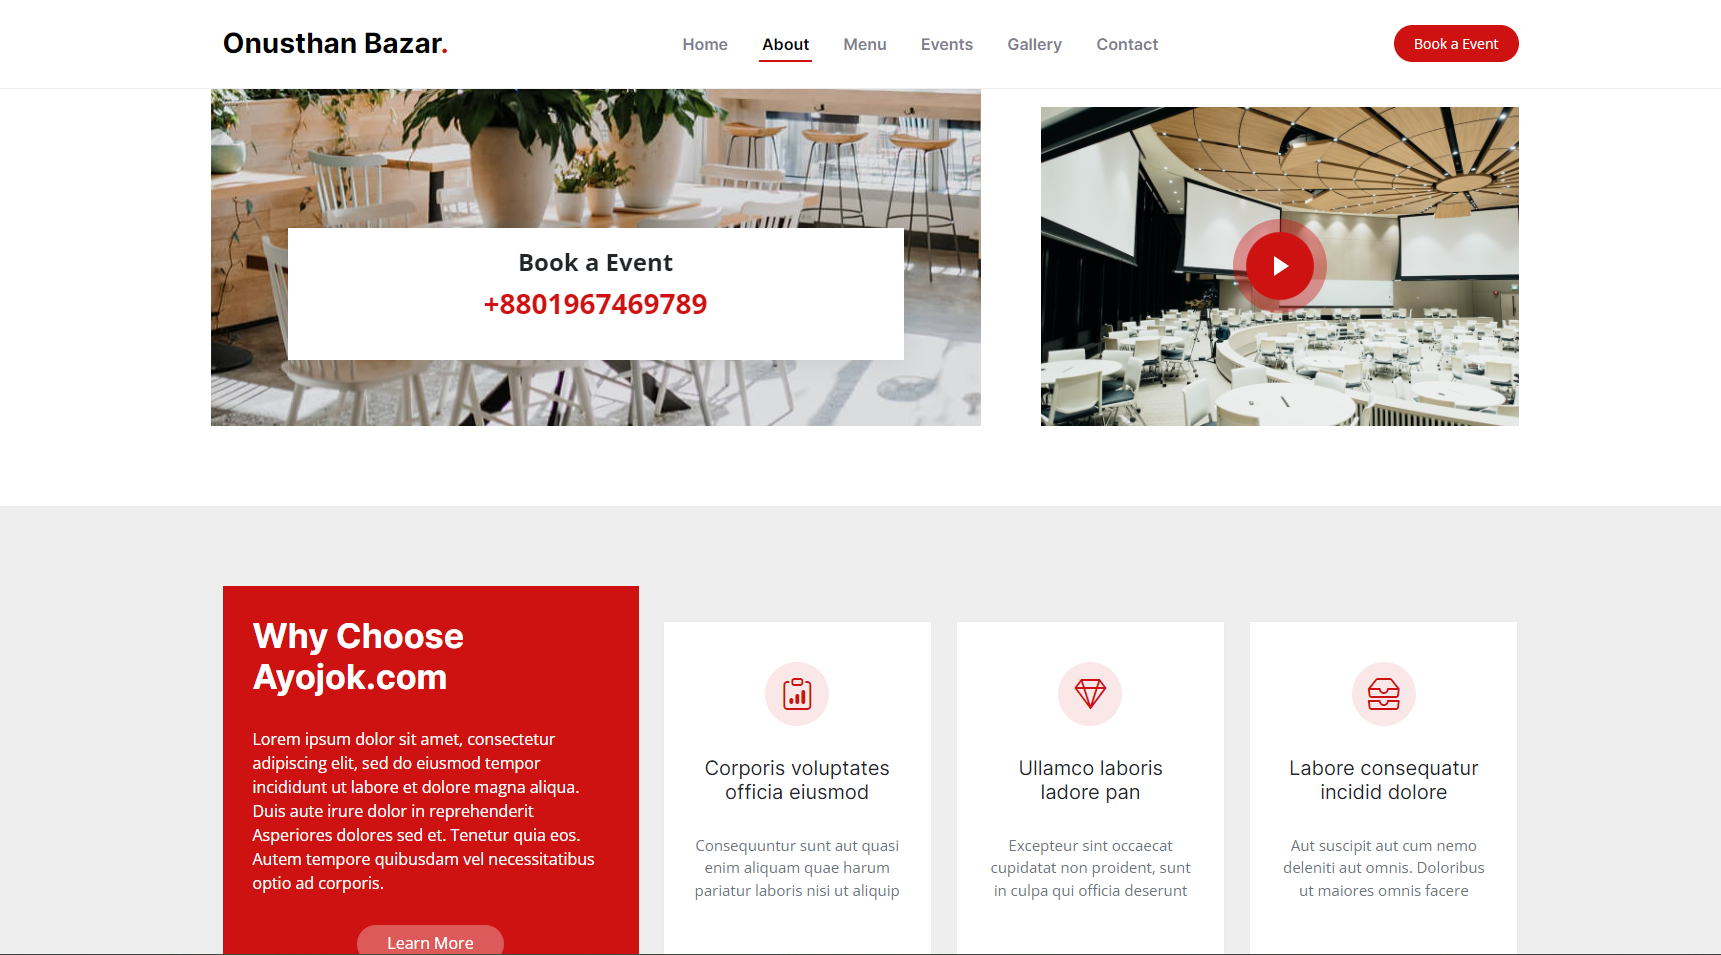 Onusthan Bazar.
Home
About
Menu
Events
Gallery
Contact
Book a Event
Book a Event
+8801967469789
Why Choose
Ayojok.com
Lorem ipsum dolor sit amet, consectetur
adipiscing elit, sed do eiusmod tempor
incididunt ut labore et dolore magna aliqua.
Duis aute irure dolor in reprehenderit
Asperiores dolores sed et. Tenetur quia eos.
Autem tempore quibusdam vel necessitatibus
optio ad corporis.
Learn More
Corporis voluptates
officia eiusmod
Consequuntur sunt aut quasi
enim aliquam quae harum
pariatur laboris nisi ut aliquip
Ullamco laboris
ladore pan
Excepteur sint occaecat
cupidatat non proident, sunt
in culpa qui officia deserunt
Labore consequatur
incidid dolore
Aut suscipit aut cum nemo
deleniti aut omnis. Doloribus
ut maiores omnis facere